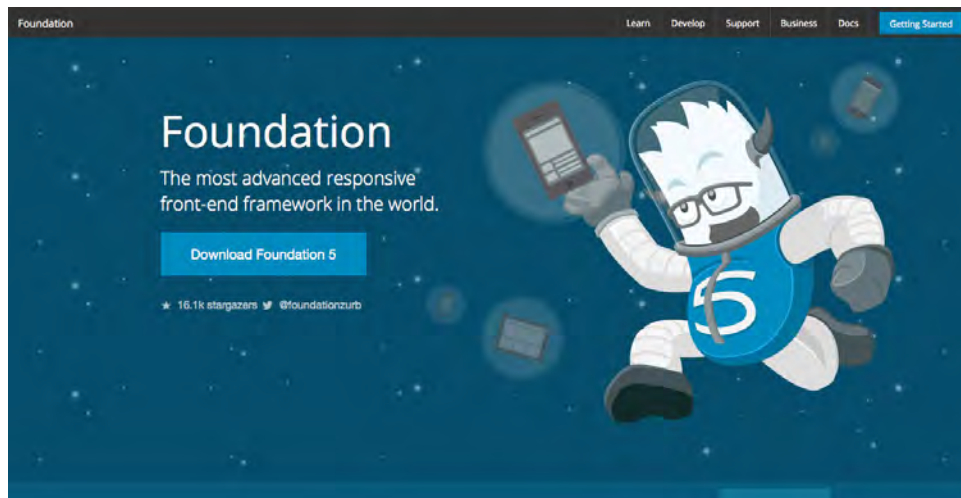 Foundation
Learn Develop Support Business Docs Getting Started
Foundation
The most advanced responsive
front-end framework in the world.
Download Foundation 5
16.1k stargazers @foundationzurb
5